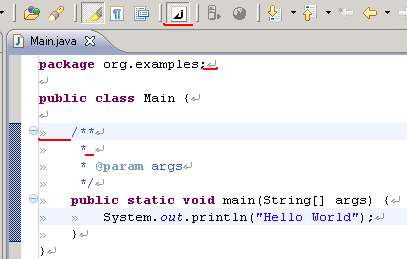 Main.java
package org.examples;
public class Main {
/**
*
* @param args
*/
public static void main(String[] args) {
System.out.println("Hello World");
}
}